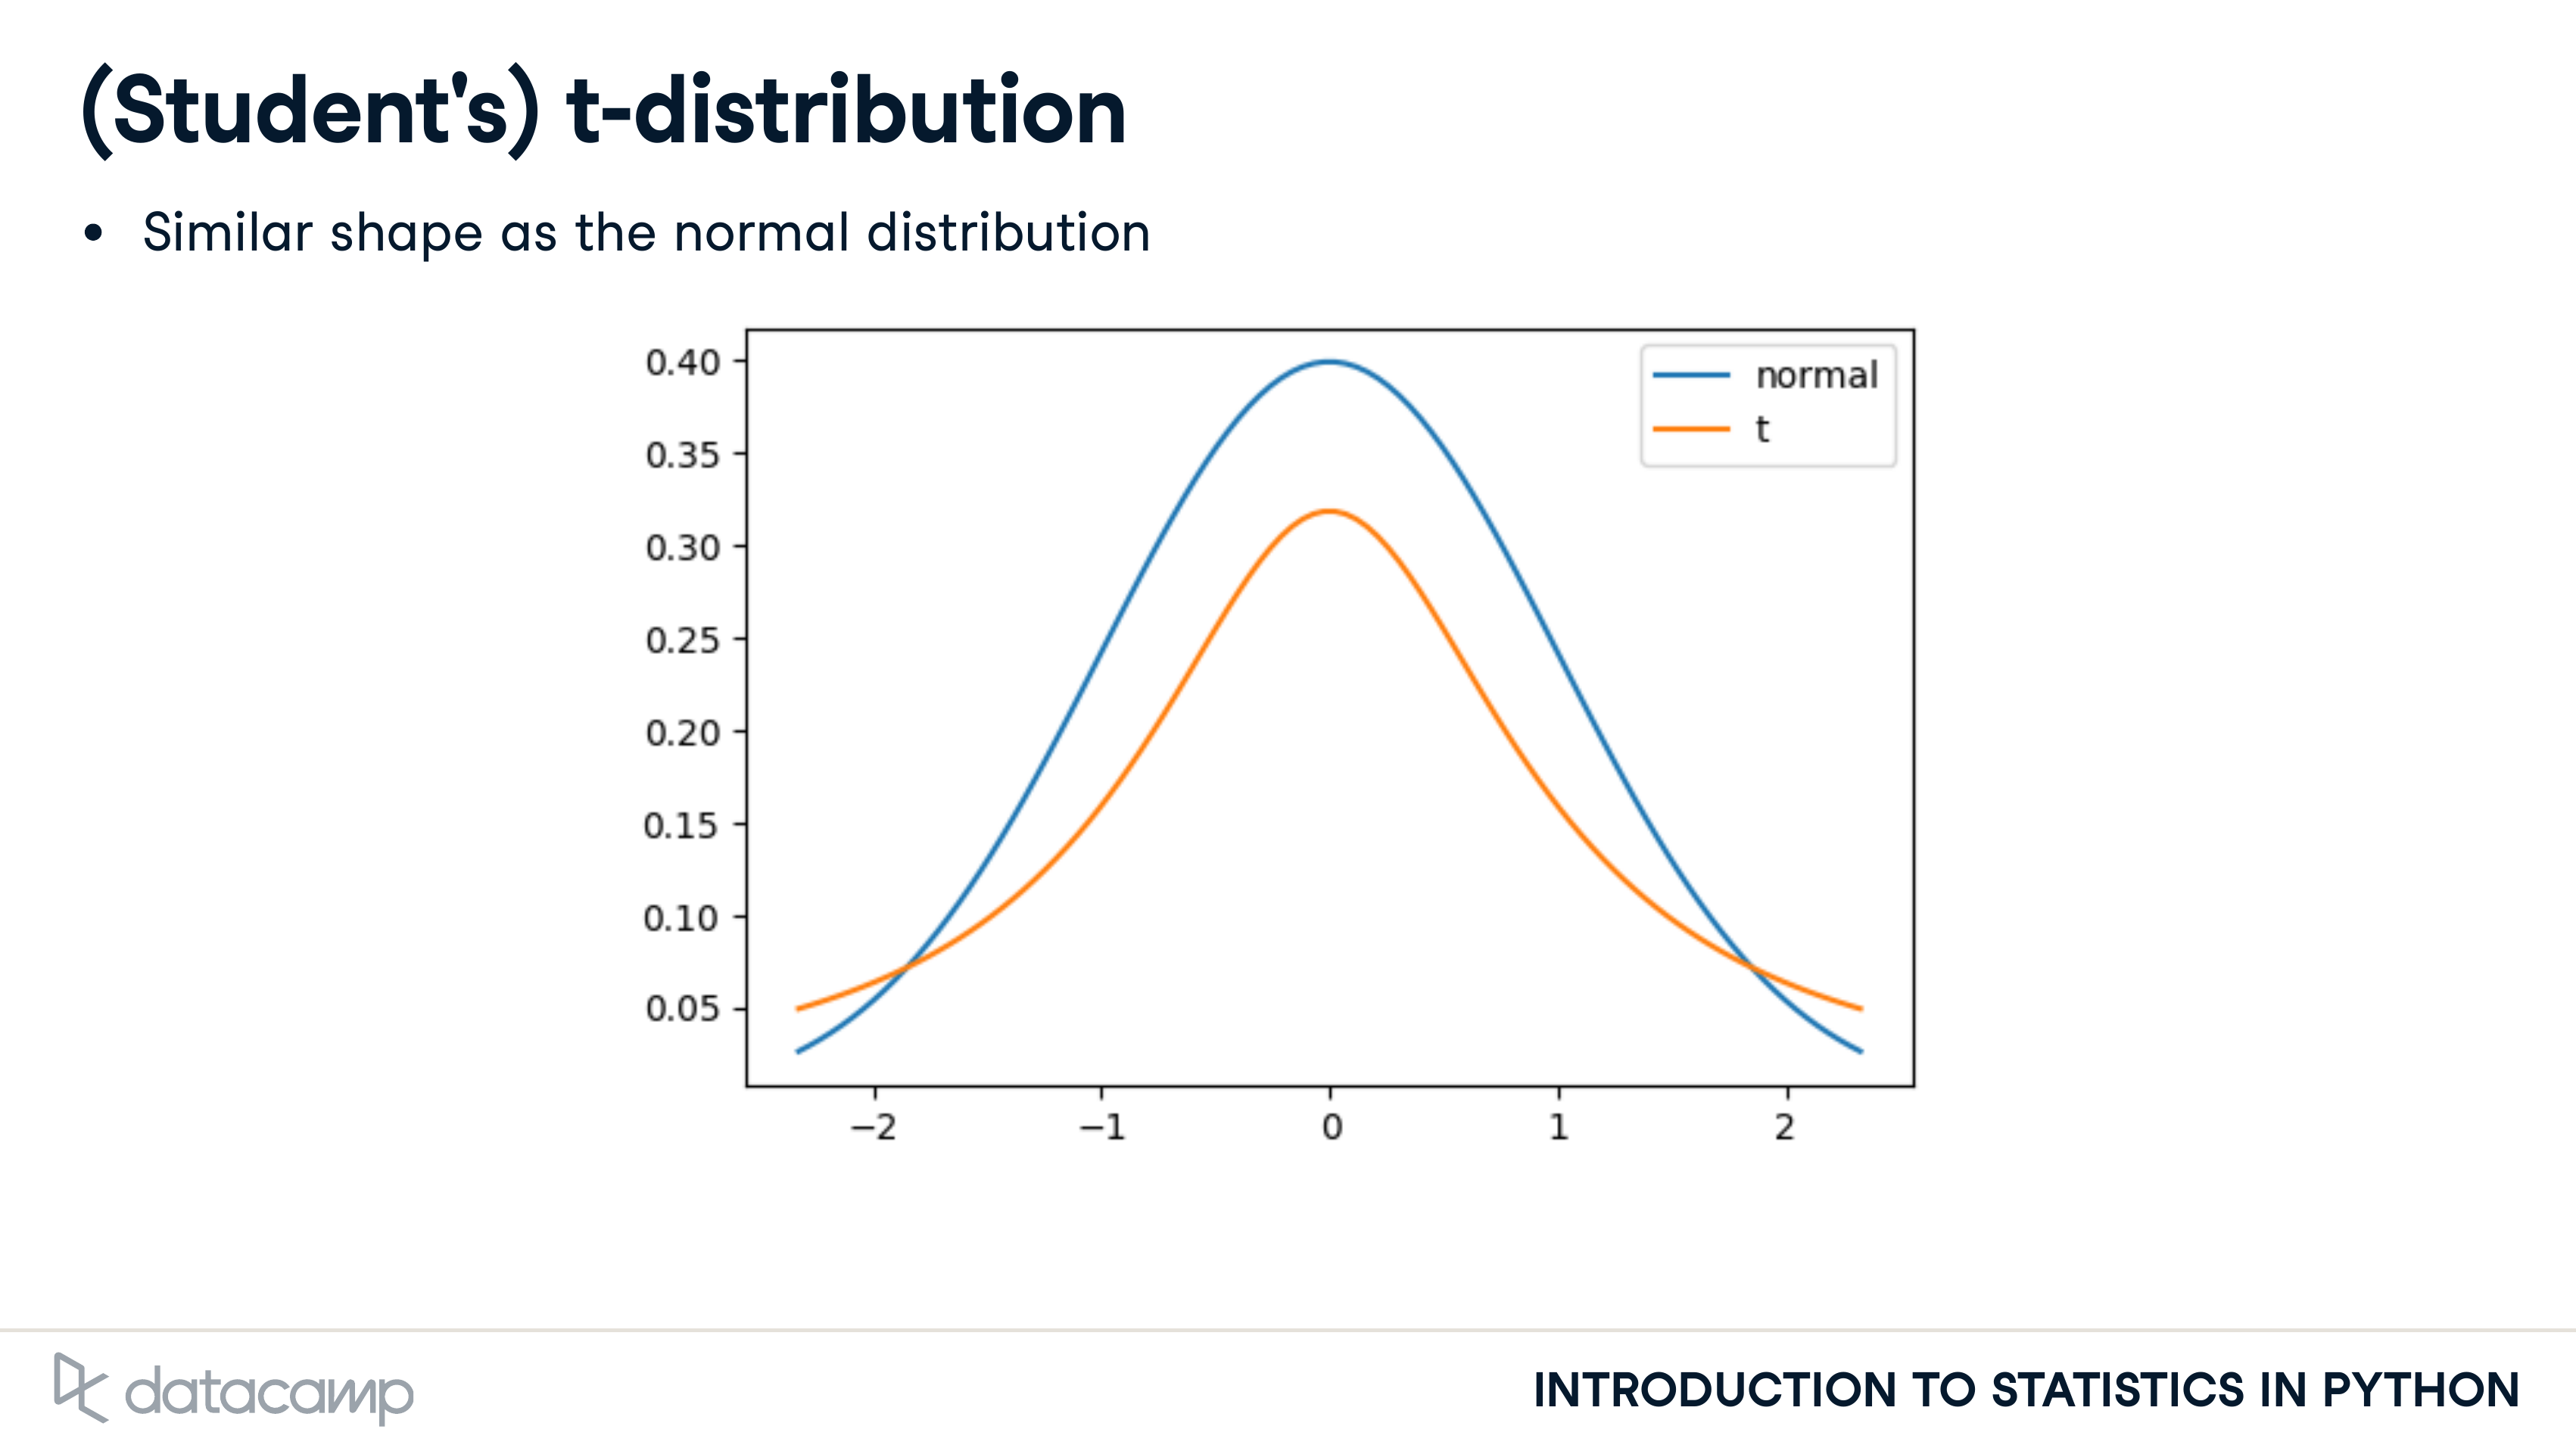 (Student's) t-distribution
• Similar shape as the normal distribution
normal
t
0.40
0.35
0.30
0.25
0.20
0.15
0.10
0.05
−2 −1 0 1 2
datacamp
INTRODUCTION TO STATISTICS IN PYTHON